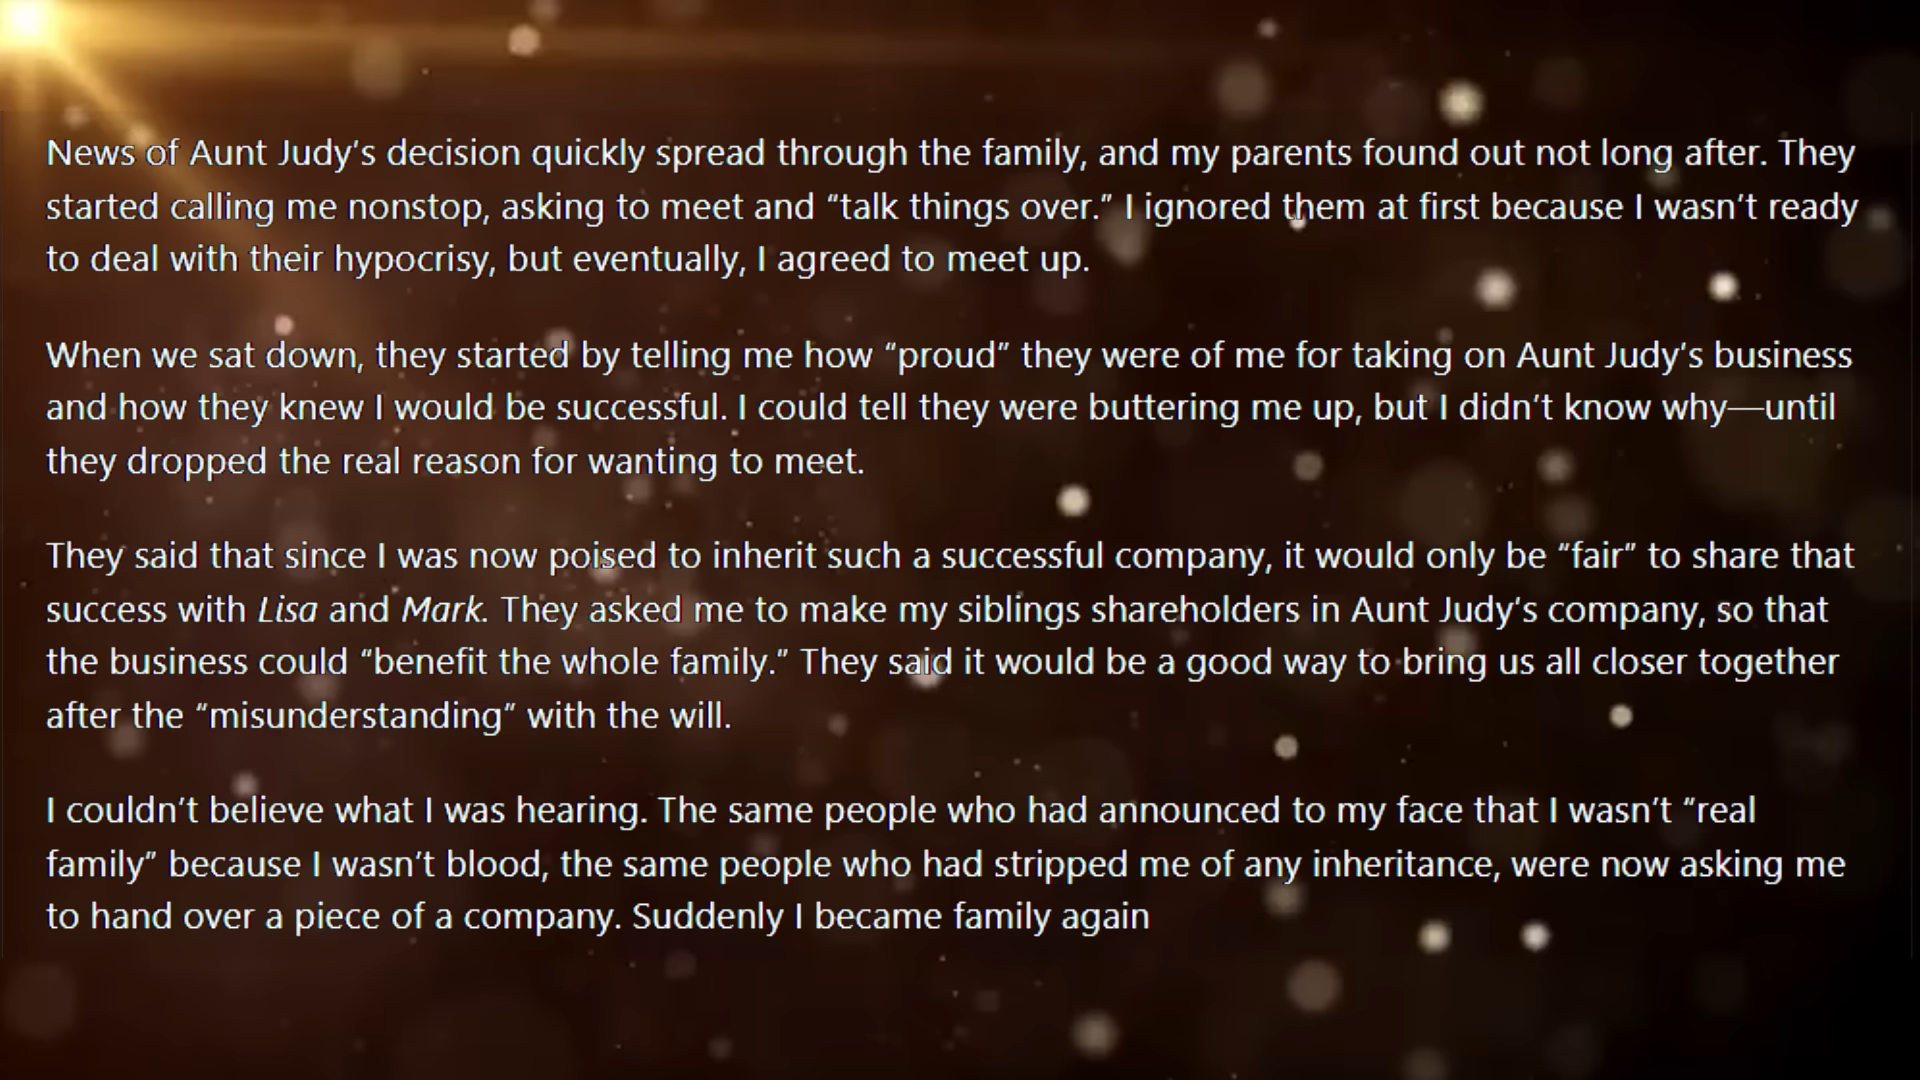 News of Aunt Judy’s decision quickly spread through the family, and my parents found out not long after. They
started calling me nonstop, asking to meet and “talk things over.” I ignored them at first because I wasn’t ready
to deal with their hypocrisy, but eventually, I agreed to meet up.
When we sat down, they started by telling me how “proud” they were of me for taking on Aunt Judy’s business
and how they knew I would be successful. I could tell they were buttering me up, but I didn’t know why—until
they dropped the real reason for wanting to meet.
They said that since I was now poised to inherit such a successful company, it would only be “fair” to share that
success with Lisa and Mark. They asked me to make my siblings shareholders in Aunt Judy’s company, so that
the business could “benefit the whole family.” They said it would be a good way to bring us all closer together
after the “misunderstanding” with the will.
I couldn’t believe what I was hearing. The same people who had announced to my face that I wasn’t “real
family” because I wasn’t blood, the same people who had stripped me of any inheritance, were now asking me
to hand over a piece of a company. Suddenly I became family again